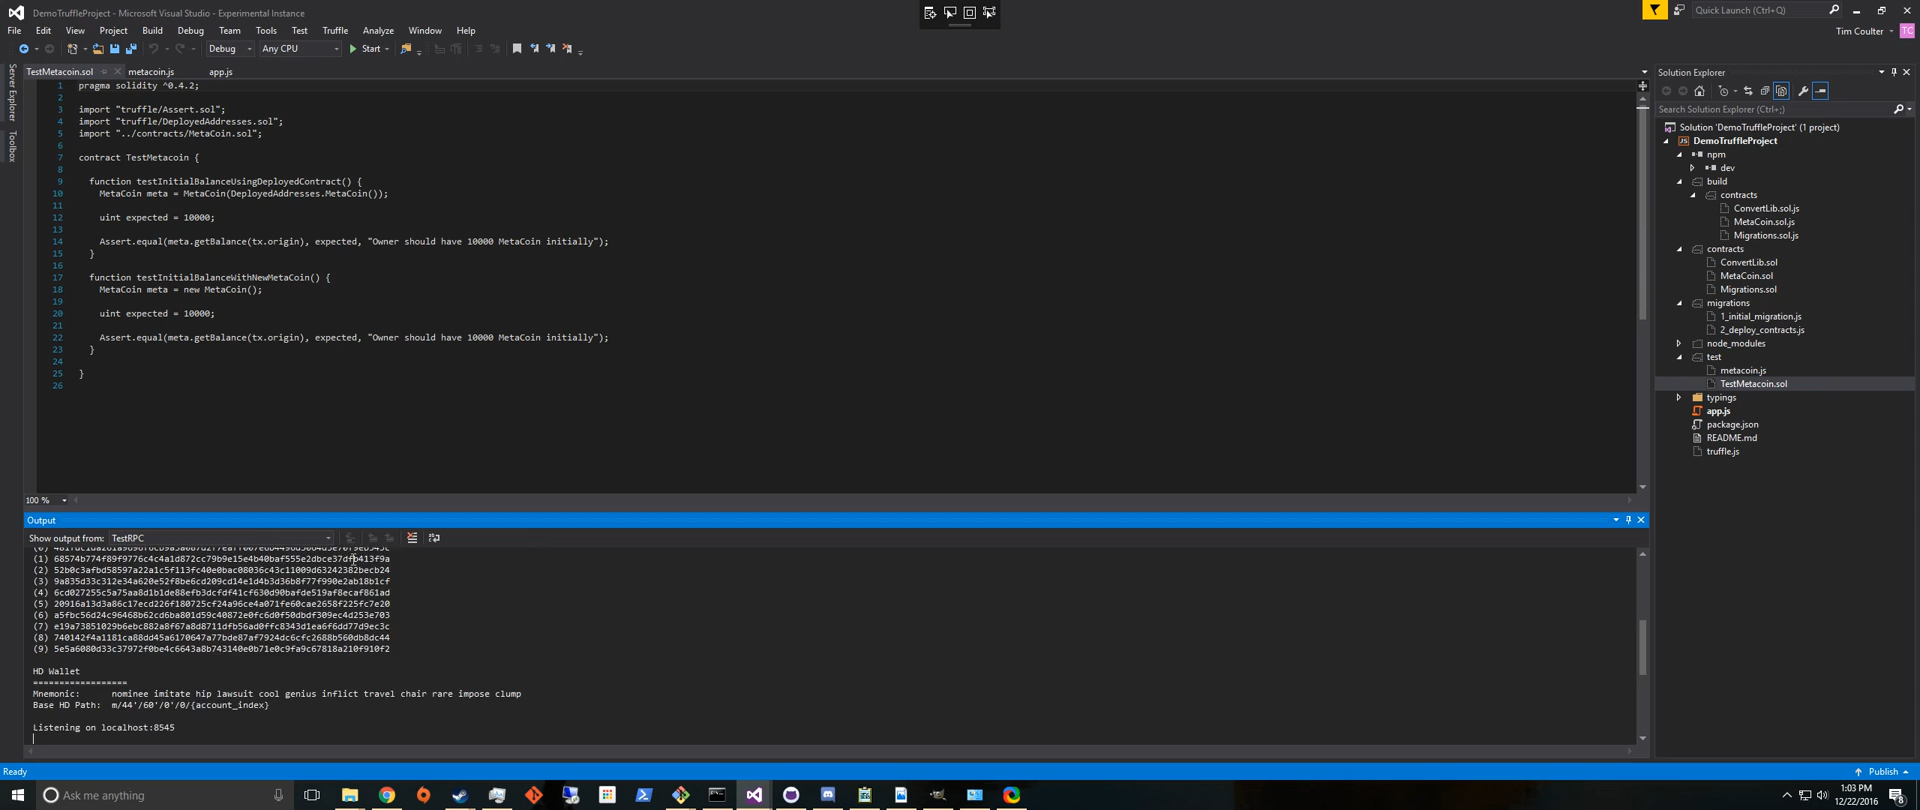 DemoTruffleProject - Microsoft Visual Studio - Experimental Instance
Quick Launch (Ctrl+Q)
File Edit View Project Build Debug Team Tools Test Truffle Analyze Window Help
Tim Coulter TC
Debug Any CPU Start
Server Explorer
Toolbox
TestMetacoin.sol metacoin.js app.js
1 pragma solidity ^0.4.2;
2
3 import "truffle/Assert.sol";
4 import "truffle/DeployedAddresses.sol";
5 import "../contracts/MetaCoin.sol";
6
7 contract TestMetacoin {
8
9 function testInitialBalanceUsingDeployedContract() {
10 MetaCoin meta = MetaCoin(DeployedAddresses.MetaCoin());
11
12 uint expected = 10000;
13
14 Assert.equal(meta.getBalance(tx.origin), expected, "Owner should have 10000 MetaCoin initially");
15 }
16
17 function testInitialBalanceWithNewMetaCoin() {
18 MetaCoin meta = new MetaCoin();
19
20 uint expected = 10000;
21
22 Assert.equal(meta.getBalance(tx.origin), expected, "Owner should have 10000 MetaCoin initially");
23 }
24
25 }
26
100 %
Solution Explorer
Search Solution Explorer (Ctrl+;)
Solution 'DemoTruffleProject' (1 project)
DemoTruffleProject
npm
dev
build
contracts
ConvertLib.sol.js
MetaCoin.sol.js
Migrations.sol.js
contracts
ConvertLib.sol
MetaCoin.sol
Migrations.sol
migrations
1_initial_migration.js
2_deploy_contracts.js
node_modules
test
metacoin.js
TestMetacoin.sol
typings
app.js
package.json
README.md
truffle.js
Output
Show output from: TestRPC
(1) 68574b774f89f9776c4c4a1d872cc79b9e15e4b40baf555e2dbce37dfb413f9a
(2) 52b0c3afbd58597a22a1c5f113fc40e0bac08036c43c11009d63242382becb24
(3) 9a835d33c312e34a620e52f8be6cd209cd14e1d4b3d36b8f77f990e2ab18b1cf
(4) 6cd027255c5a75aa8d1b1de88efb3dcfdf41cf630d90bafde519af8ecaf861ad
(5) 20916a13d3a86c17ecd226f180725cf24a96ce4a071fe60cae2658f225fc7e20
(6) a5fbc56d24c96468b62cd6ba801d59c40872e0fc6d0f50dbdf309ec4d253e703
(7) e19a73851029b6ebc882a8f67a8d8711dfb56ad0ffc8343d1ea6f6dd77d9ec3c
(8) 740142f4a1181ca88dd45a6170647a77bde87af7924dc6cfc2688b560db8dc44
(9) 5e5a6080d33c37972f0be4c6643a8b743140e0b71e0c9fa9c67818a210f910f2
HD Wallet
==================
Mnemonic: nominee imitate hip lawsuit cool genius inflict travel chair rare impose clump
Base HD Path: m/44'/60'/0'/0/{account_index}
Listening on localhost:8545
Ready
Publish
Ask me anything
1:03 PM
12/22/2016
8